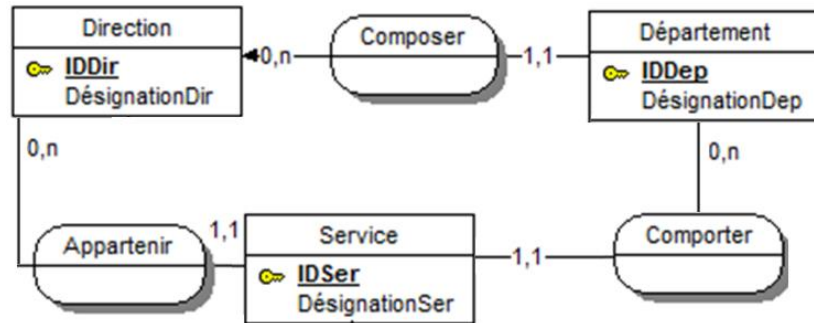 Direction
IDDir
DésignationDir
0,n
Composer
1,1
Département
IDDep
DésignationDep
0,n
0,n
Appartenir
1,1
Service
IDSer
DésignationSer
1,1
Comporter